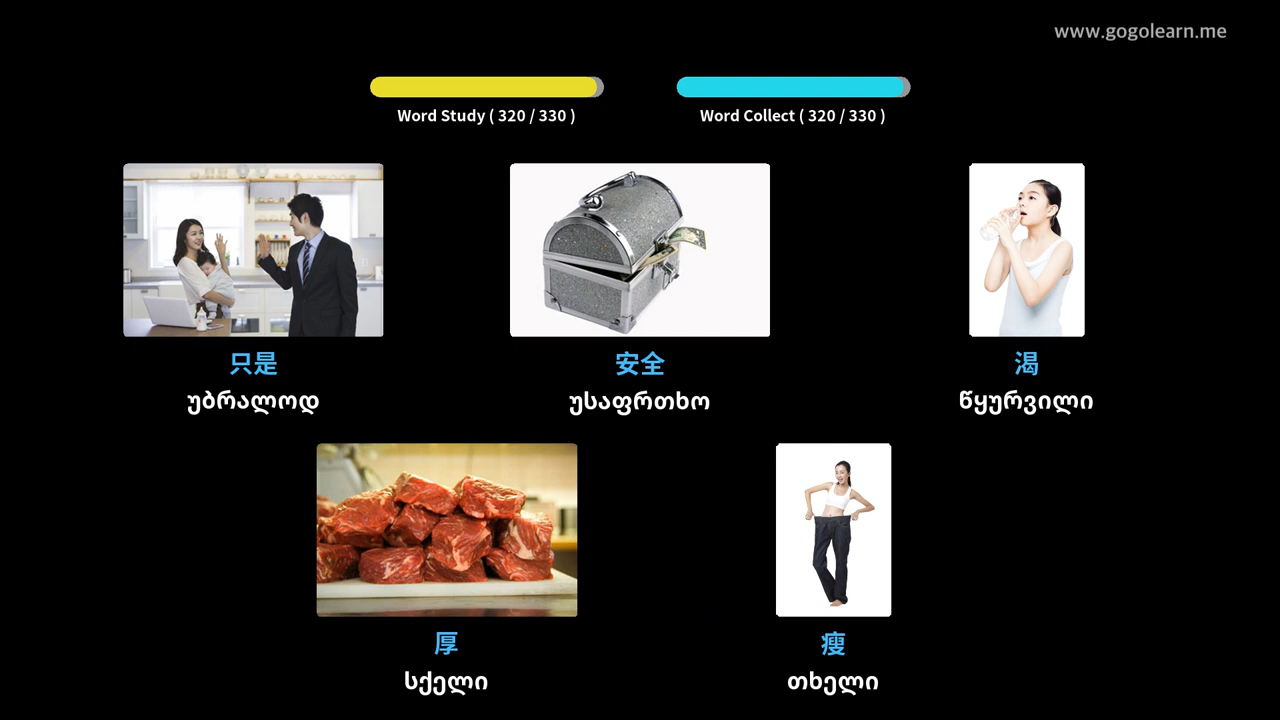 www.gogolearn.me
Word Study ( 320 / 330 )
Word Collect ( 320 / 330 )
只是
უბრალოდ
安全
უსაფრთხო
渴
წყურვილი
厚
სქელი
瘦
თხელი